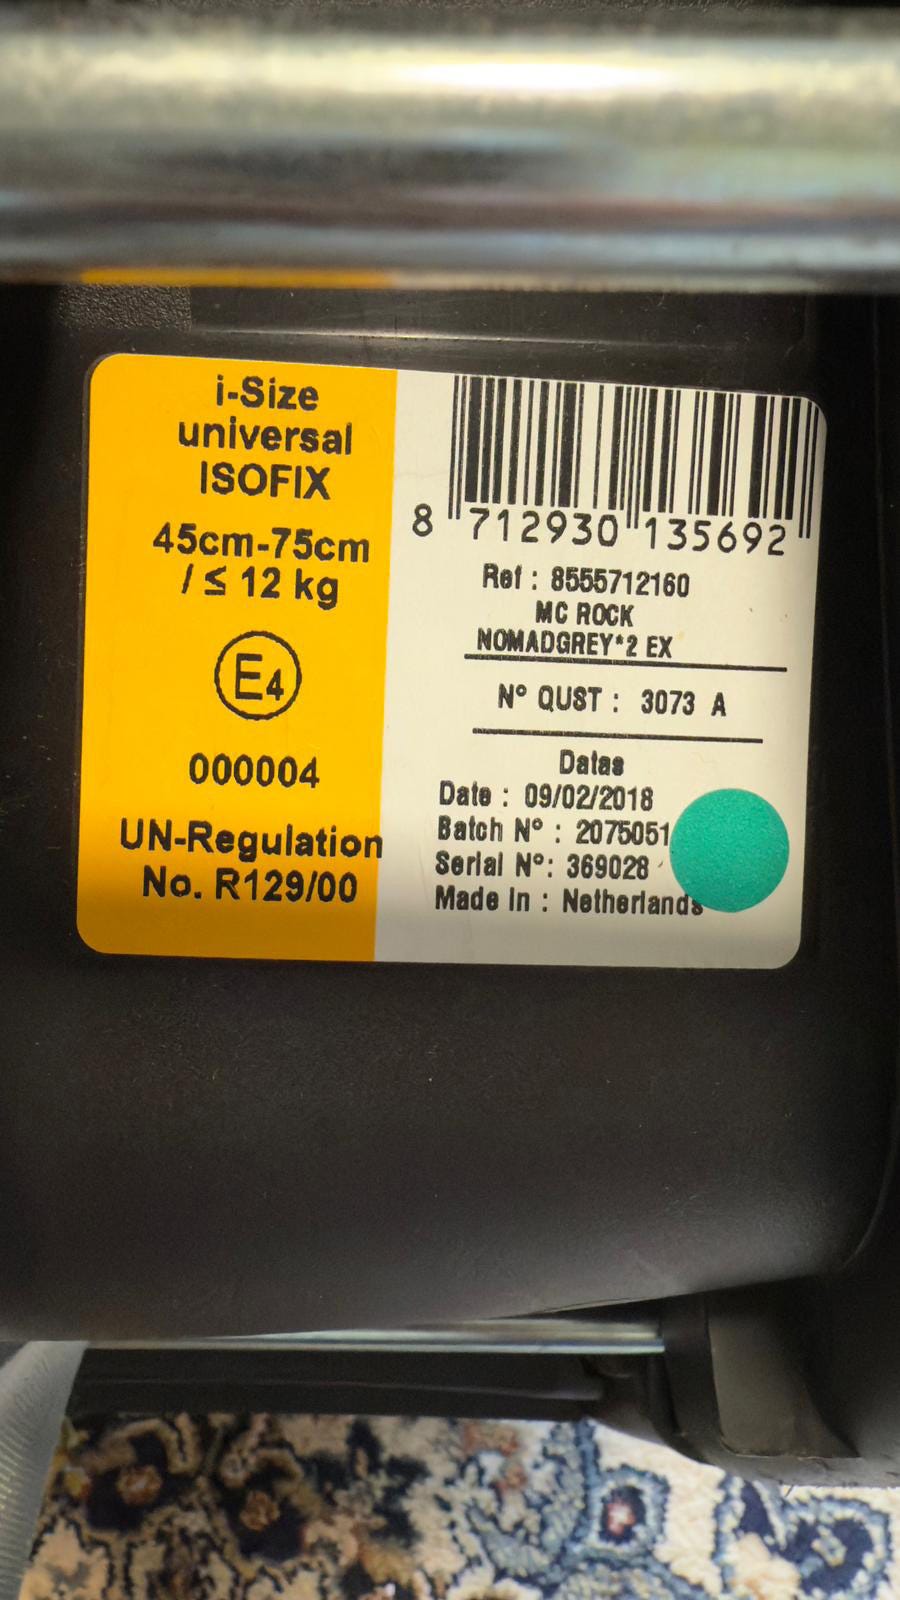 i-Size
universal
ISOFIX
45cm-75cm
/ ≤ 12 kg
E4
000004
UN-Regulation
No. R129/00
8 712930 135692
Ref : 8555712160
MC ROCK
NOMADGREY*2 EX
N° QUST : 3073 A
Datas
Date : 09/02/2018
Batch N° : 2075051
Serial N°: 369028
Made in : Netherlands